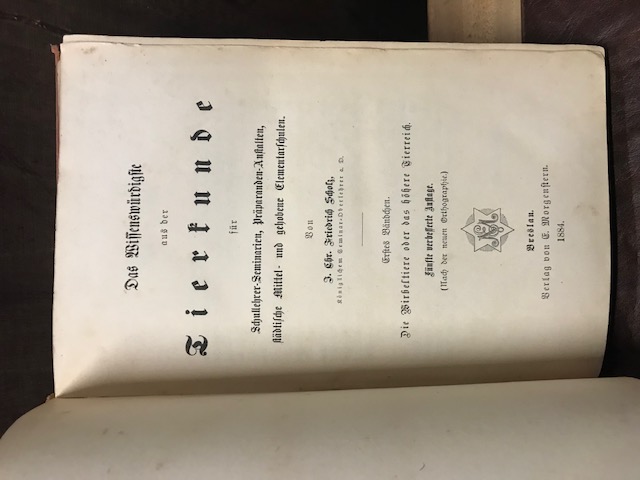 Das Wissenswürdigste
aus der
Tierkunde
für
Schullehrer-Seminarien, Präparanden-Anstalten,
städtische Mittel- und gehobene Elementarschulen.
Von
J. Chr. Friedrich Scholz,
Königlichem Seminar-Oberlehrer a. D.
Erstes Bändchen.
Die Wirbeltiere oder das höhere Tierreich.
Fünfte verbesserte Auflage.
(Nach der neuen Orthographie.)
Breslau.
Verlag von E. Morgenstern.
1884.